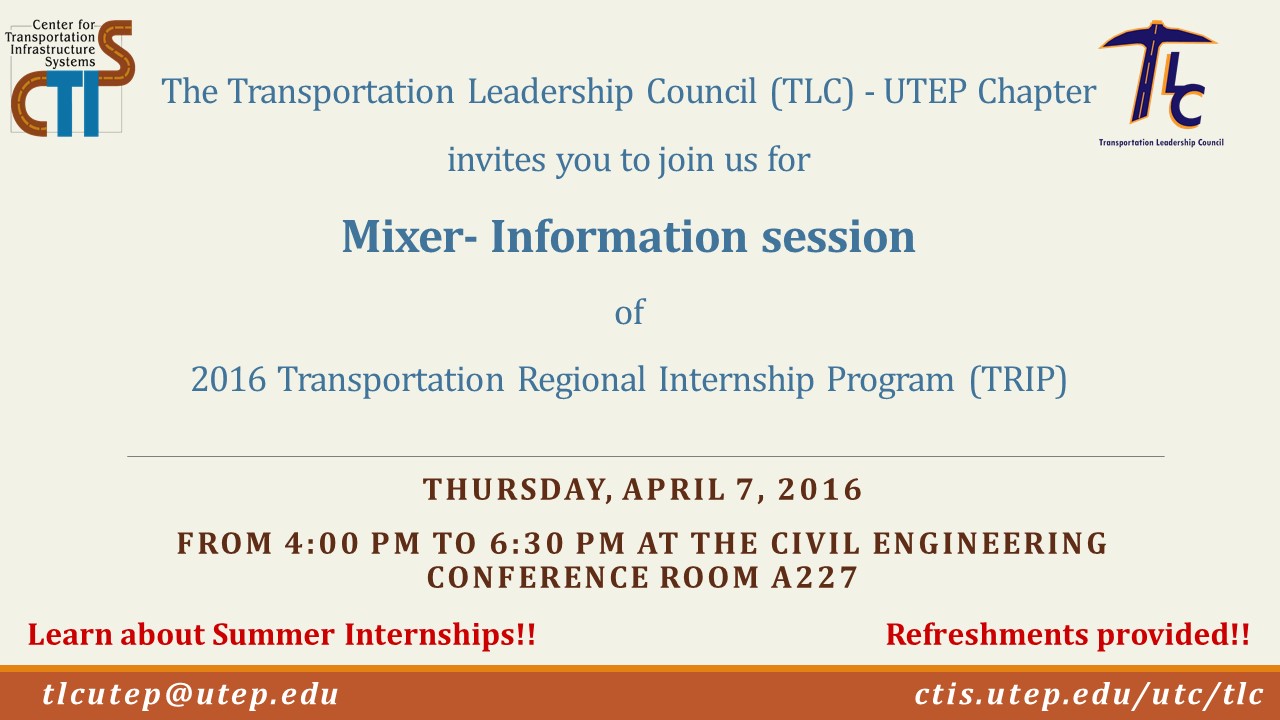 Center for
Transportation
Infrastructure
Systems
CTIS
TLC
Transportation Leadership Council
The Transportation Leadership Council (TLC) - UTEP Chapter
invites you to join us for
Mixer- Information session
of
2016 Transportation Regional Internship Program (TRIP)
THURSDAY, APRIL 7, 2016
FROM 4:00 PM TO 6:30 PM AT THE CIVIL ENGINEERING
CONFERENCE ROOM A227
Learn about Summer Internships!!
Refreshments provided!!
tlcutep@utep.edu
ctis.utep.edu/utc/tlc